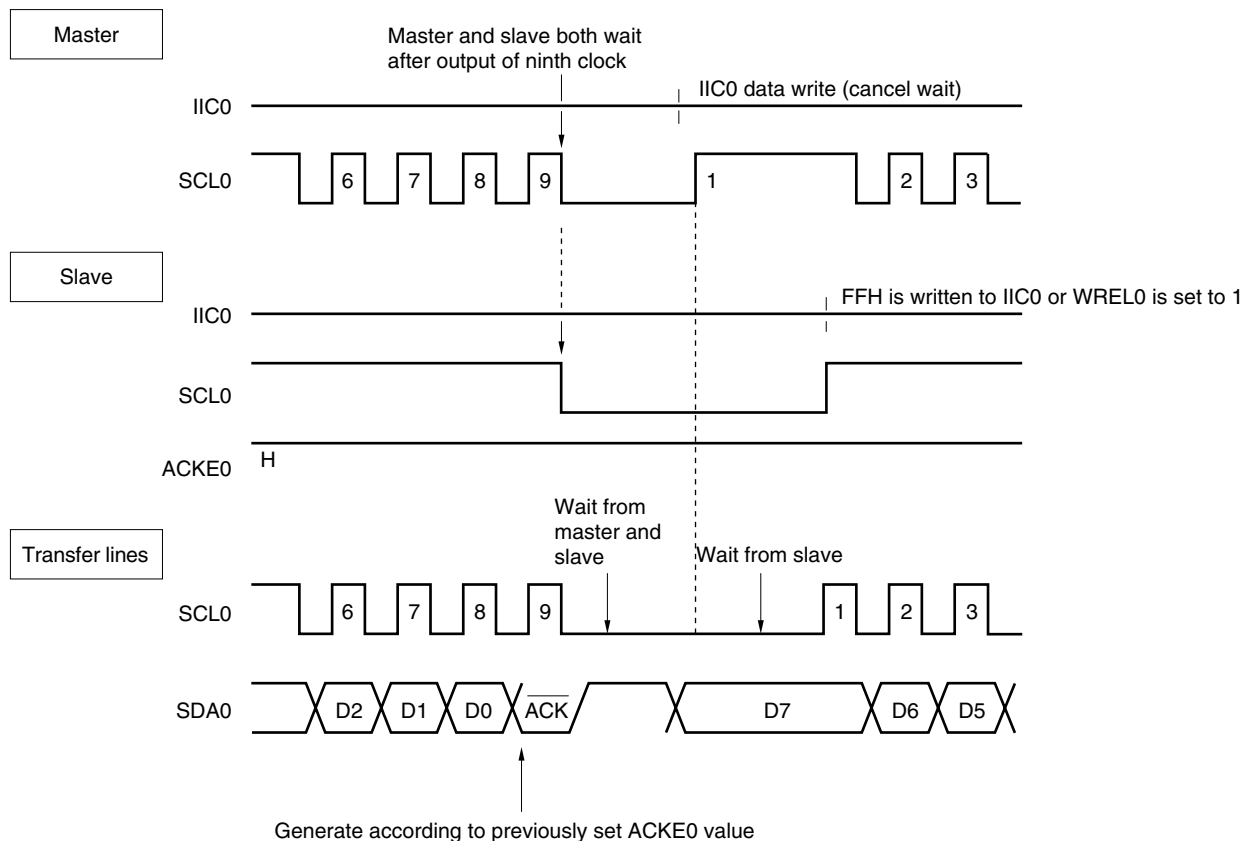 Master
Master and slave both wait
after output of ninth clock
IIC0 data write (cancel wait)
IIC0
SCL0
6 7 8 9 1 2 3
Slave
FFH is written to IIC0 or WREL0 is set to 1
IIC0
SCL0
ACKE0
H
Wait from
master and
slave
Wait from slave
Transfer lines
SCL0
6 7 8 9 1 2 3
SDA0
D2 D1 D0 ACK D7 D6 D5
Generate according to previously set ACKE0 value